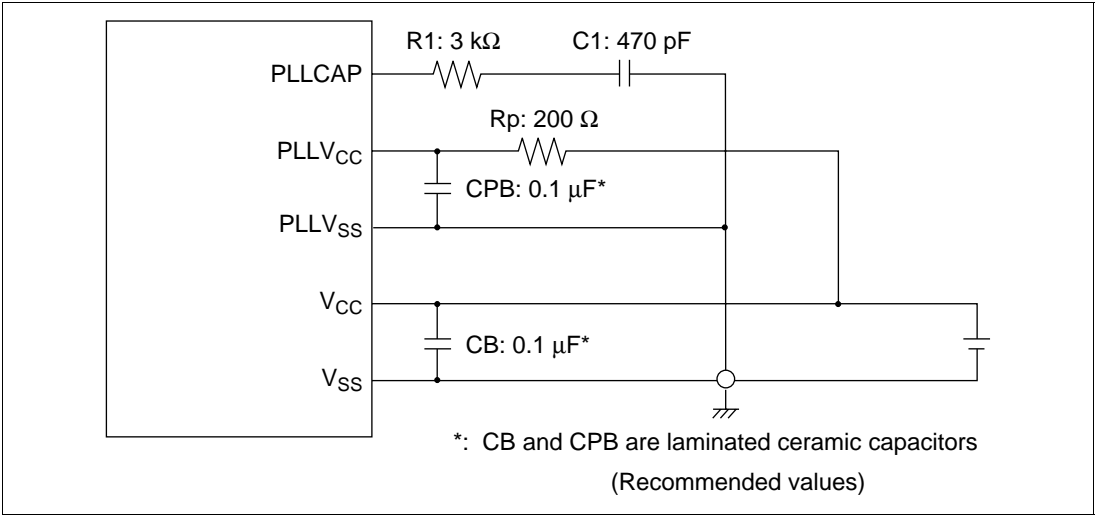 R1: 3 kΩ
C1: 470 pF
PLLCAP
Rp: 200 Ω
PLLVCC
CPB: 0.1 μF*
PLLVSS
VCC
CB: 0.1 μF*
VSS
*: CB and CPB are laminated ceramic capacitors
(Recommended values)